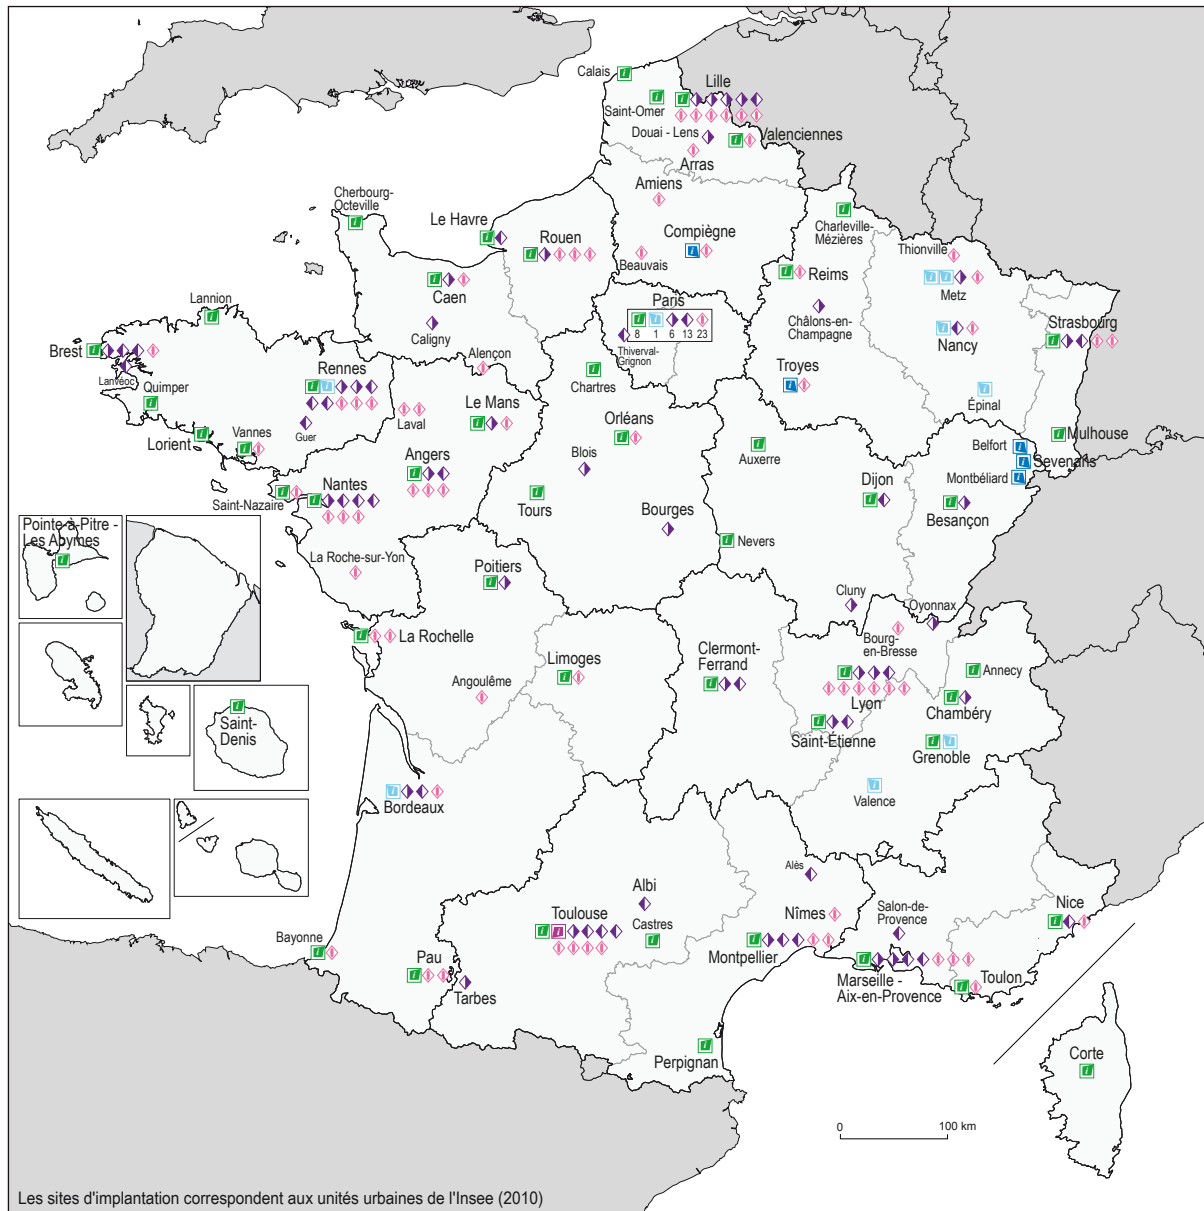 Calais
Lille
Saint-Omer
Douai - Lens
Valenciennes
Arras
Amiens
Cherbourg-
Octeville
Le Havre
Rouen
Compiègne
Beauvais
Charleville-
Mézières
Thionville
Reims
Metz
Caen
Lannion
Caligny
Paris
8 1 6 13 23
Thiverval-
Grignon
Châlons-en-
Champagne
Nancy
Strasbourg
Brest
Lanvéoc
Quimper
Rennes
Alençon
Chartres
Troyes
Épinal
Laval
Le Mans
Guer
Lorient
Vannes
Orléans
Auxerre
Mulhouse
Belfort
Sevenans
Montbéliard
Angers
Blois
Saint-Nazaire
Nantes
Tours
Bourges
Dijon
Besançon
Pointe-à-Pitre -
Les Abymes
Nevers
La Roche-sur-Yon
Poitiers
Cluny
Oyonnax
Bourg-
en-Bresse
La Rochelle
Limoges
Clermont-
Ferrand
Annecy
Angoulême
Lyon
Chambéry
Saint-
Denis
Saint-Étienne
Grenoble
Bordeaux
Valence
Alès
Albi
Nîmes
Salon-de-
Provence
Nice
Toulouse
Castres
Bayonne
Pau
Tarbes
Montpellier
Marseille -
Aix-en-Provence
Toulon
Perpignan
Corte
0 100 km
Les sites d'implantation correspondent aux unités urbaines de l'Insee (2010)